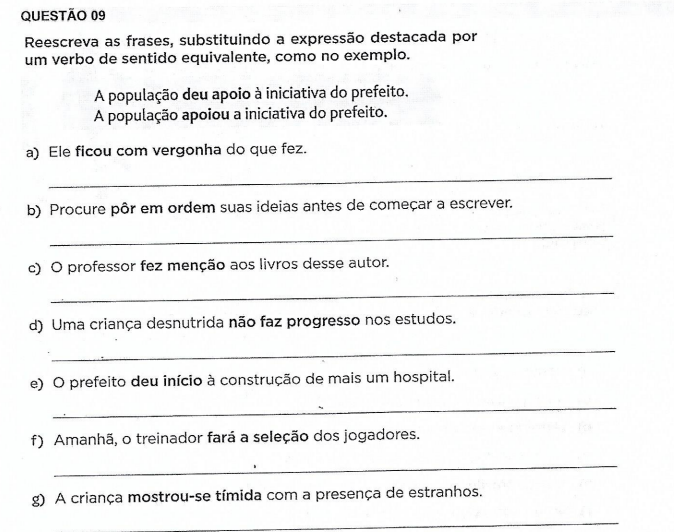 QUESTÃO 09
Reescreva as frases, substituindo a expressão destacada por
um verbo de sentido equivalente, como no exemplo.
A população deu apoio à iniciativa do prefeito.
A população apoiou a iniciativa do prefeito.
a) Ele ficou com vergonha do que fez.
b) Procure pôr em ordem suas ideias antes de começar a escrever.
c) O professor fez menção aos livros desse autor.
d) Uma criança desnutrida não faz progresso nos estudos.
e) O prefeito deu início à construção de mais um hospital.
f) Amanhã, o treinador fará a seleção dos jogadores.
g) A criança mostrou-se tímida com a presença de estranhos.